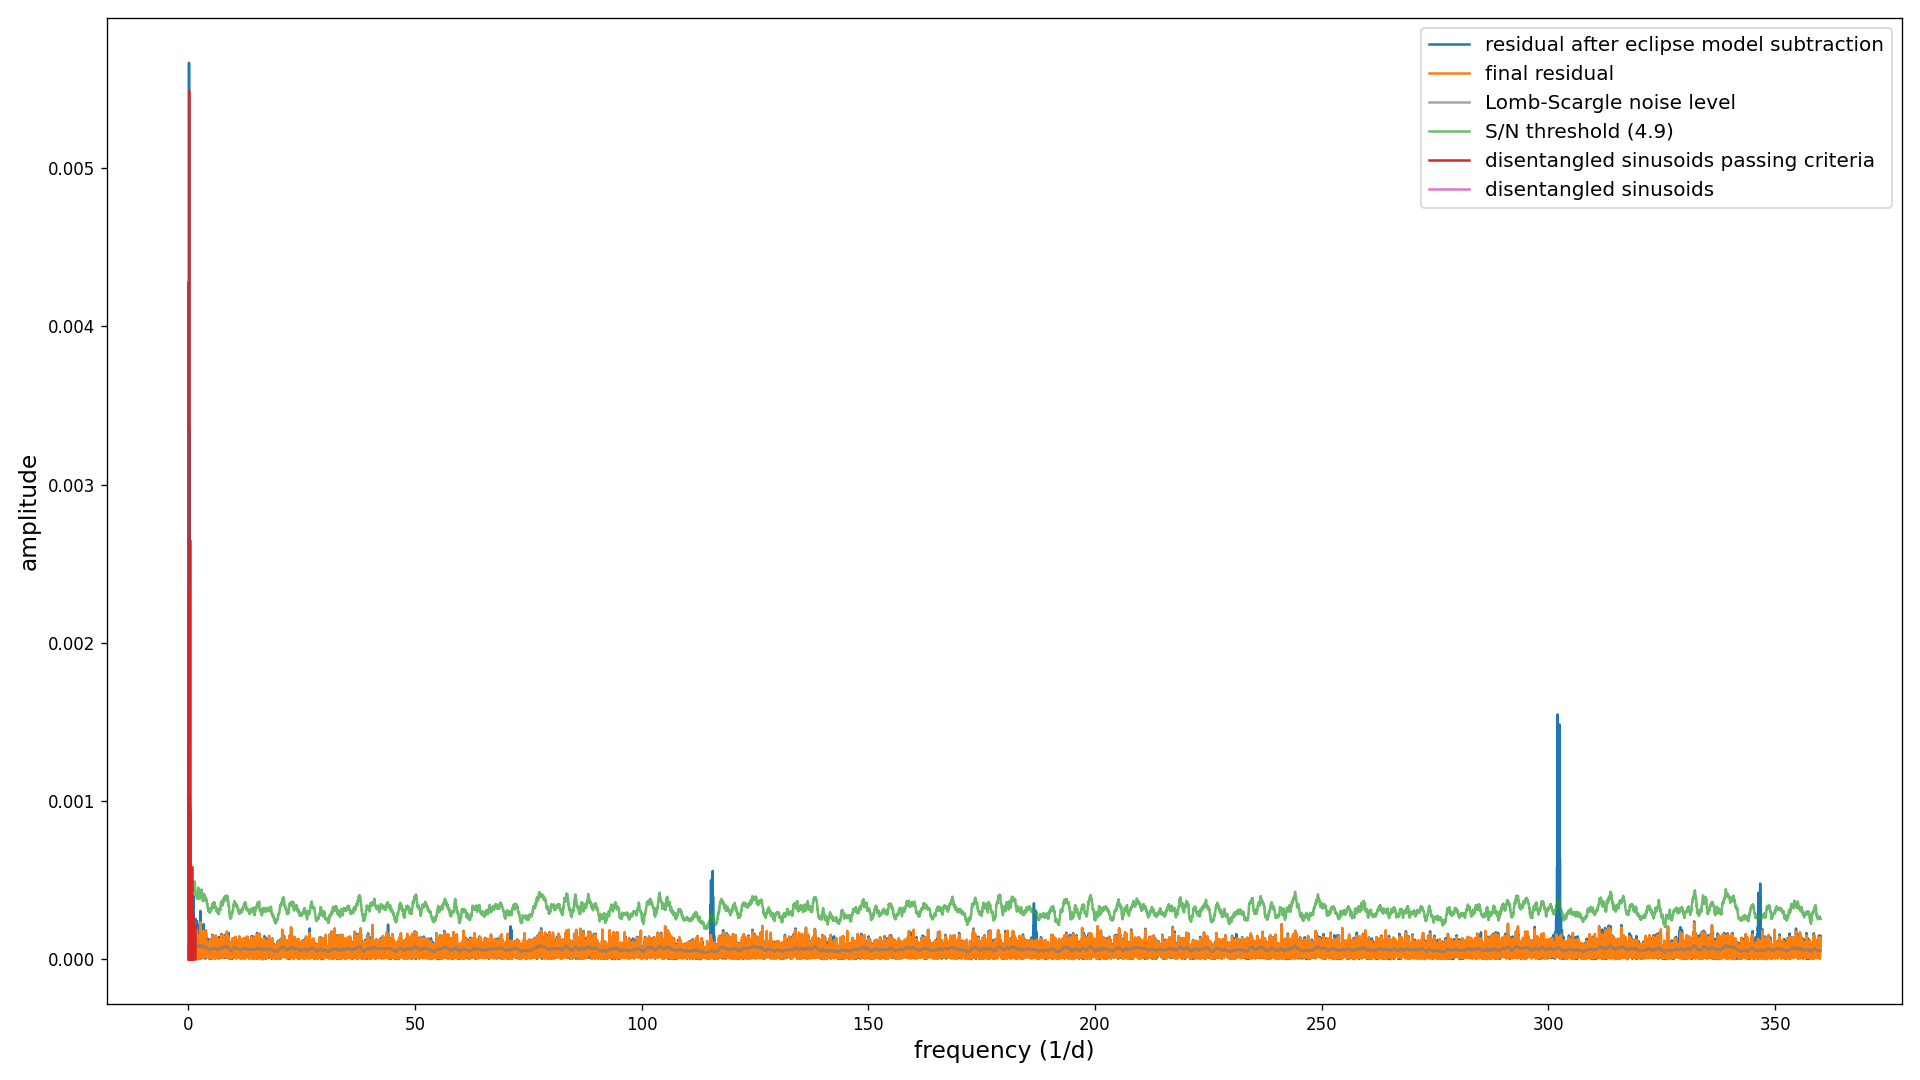 residual after eclipse model subtraction
final residual
Lomb-Scargle noise level
S/N threshold (4.9)
disentangled sinusoids passing criteria
disentangled sinusoids
amplitude
0.005
0.004
0.003
0.002
0.001
0.000
0 50 100 150 200 250 300 350
frequency (1/d)